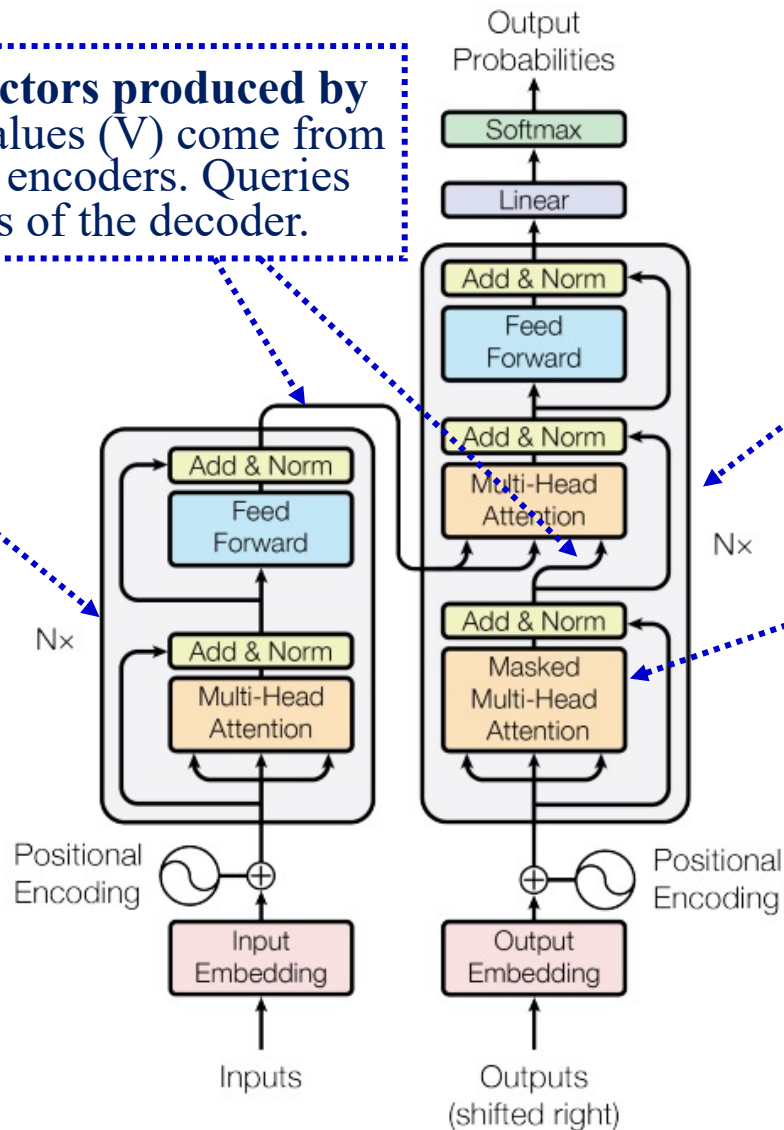 Output
Probabilities
ctors produced by
alues (V) come from
encoders. Queries
s of the decoder.
Softmax
Linear
Add & Norm
Feed
Forward
Add & Norm
Multi-Head
Attention
Nx
Add & Norm
Masked
Multi-Head
Attention
Add & Norm
Feed
Forward
Nx
Add & Norm
Multi-Head
Attention
Positional
Encoding
Positional
Encoding
Input
Embedding
Output
Embedding
Inputs
Outputs
(shifted right)